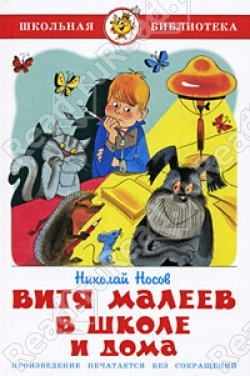 ШКОЛЬНАЯ БИБЛИОТЕКА
Николай Носов
ВИТЯ МАЛЕЕВ
В ШКОЛЕ
И ДОМА
ПРОИЗВЕДЕНИЕ ПЕЧАТАЕТСЯ БЕЗ СОКРАЩЕНИЙ